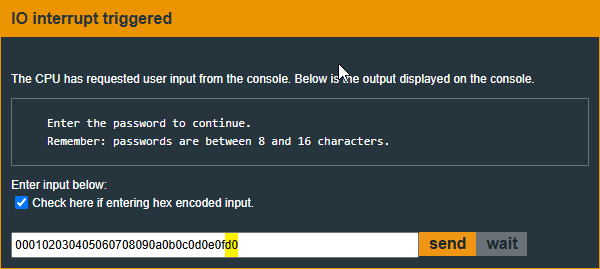 IO interrupt triggered
The CPU has requested user input from the console. Below is the output displayed on the console.
Enter the password to continue.
Remember: passwords are between 8 and 16 characters.
Enter input below:
Check here if entering hex encoded input.
000102030405060708090a0b0c0d0e0fd0 send wait